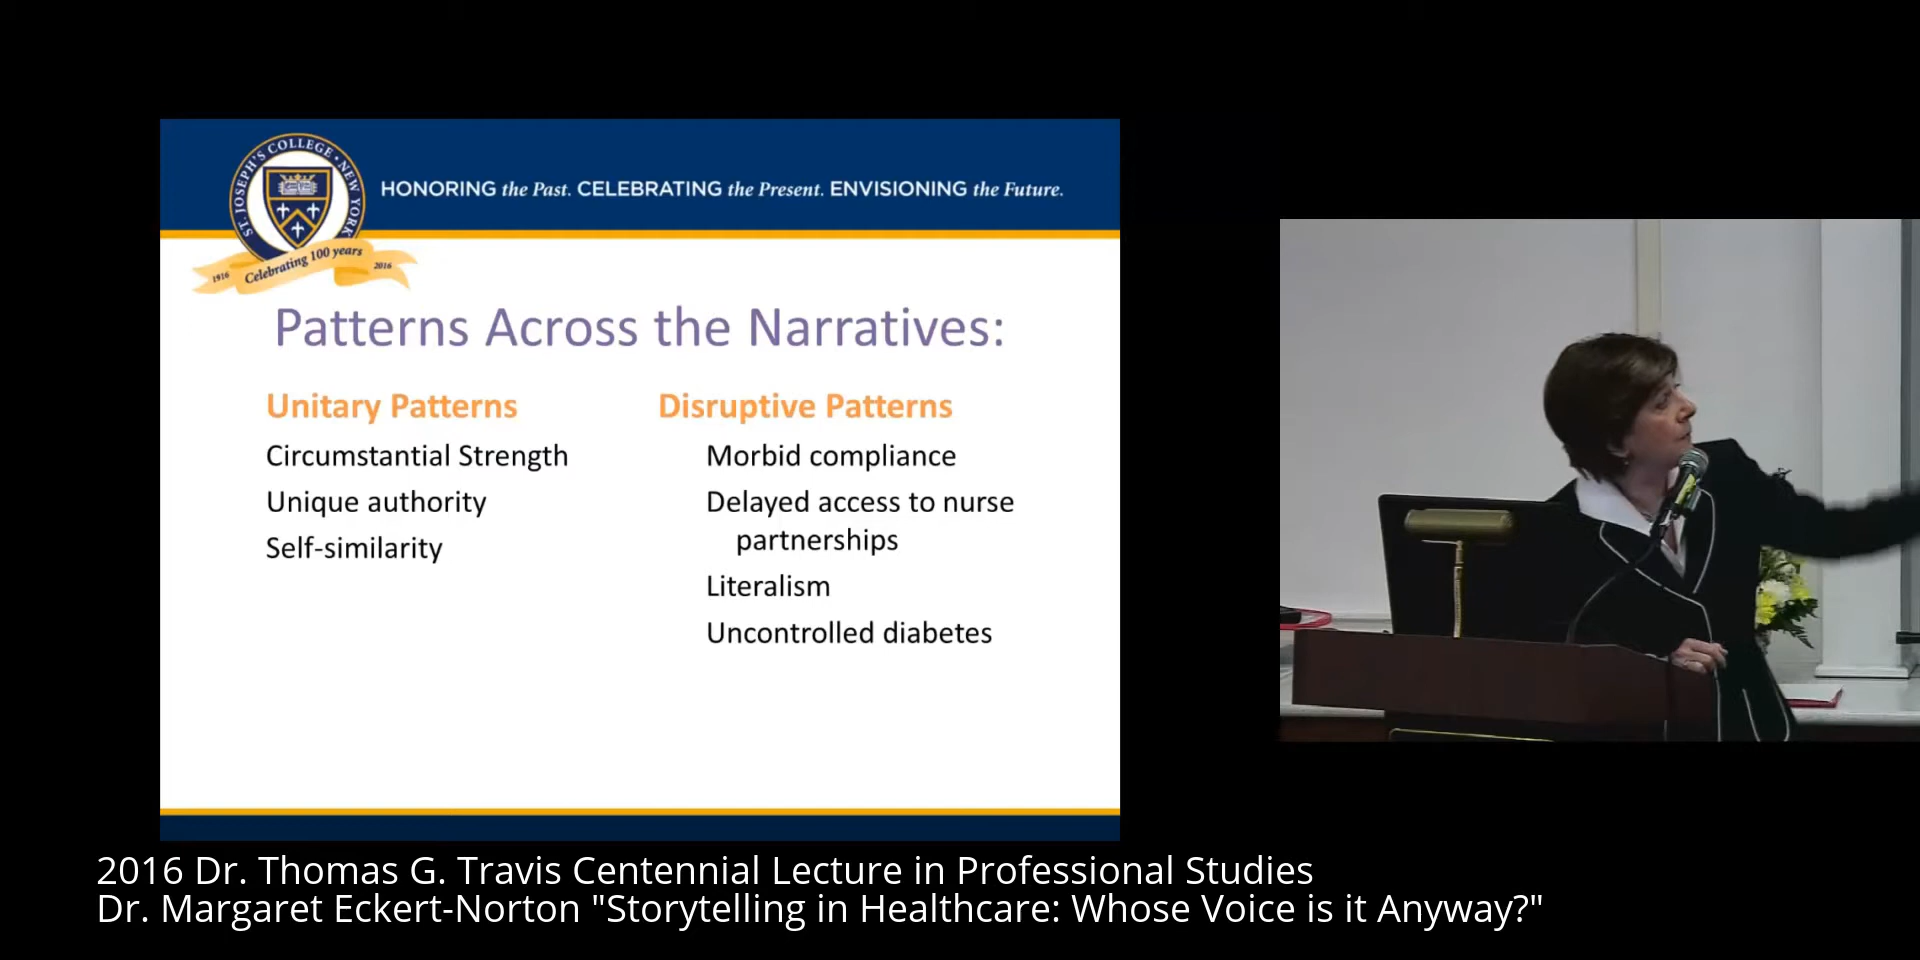 ST. JOSEPH'S COLLEGE • NEW YORK
1916 Celebrating 100 years 2016
HONORING the Past. CELEBRATING the Present. ENVISIONING the Future.
Patterns Across the Narratives:
Unitary Patterns
Circumstantial Strength
Unique authority
Self-similarity
Disruptive Patterns
Morbid compliance
Delayed access to nurse
partnerships
Literalism
Uncontrolled diabetes
2016 Dr. Thomas G. Travis Centennial Lecture in Professional Studies
Dr. Margaret Eckert-Norton "Storytelling in Healthcare: Whose Voice is it Anyway?"